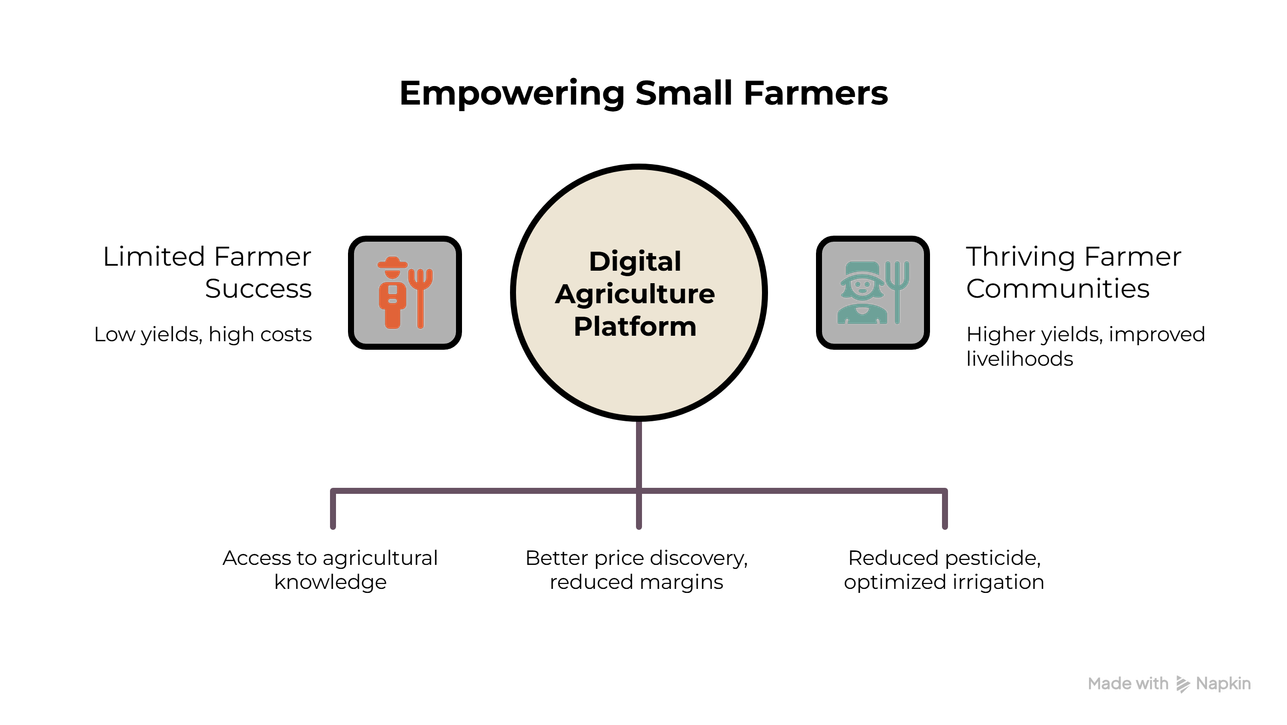 Empowering Small Farmers
Limited Farmer
Success
Low yields, high costs
Digital
Agriculture
Platform
Thriving Farmer
Communities
Higher yields, improved
livelihoods
Access to agricultural
knowledge
Better price discovery,
reduced margins
Reduced pesticide,
optimized irrigation
Made with Napkin